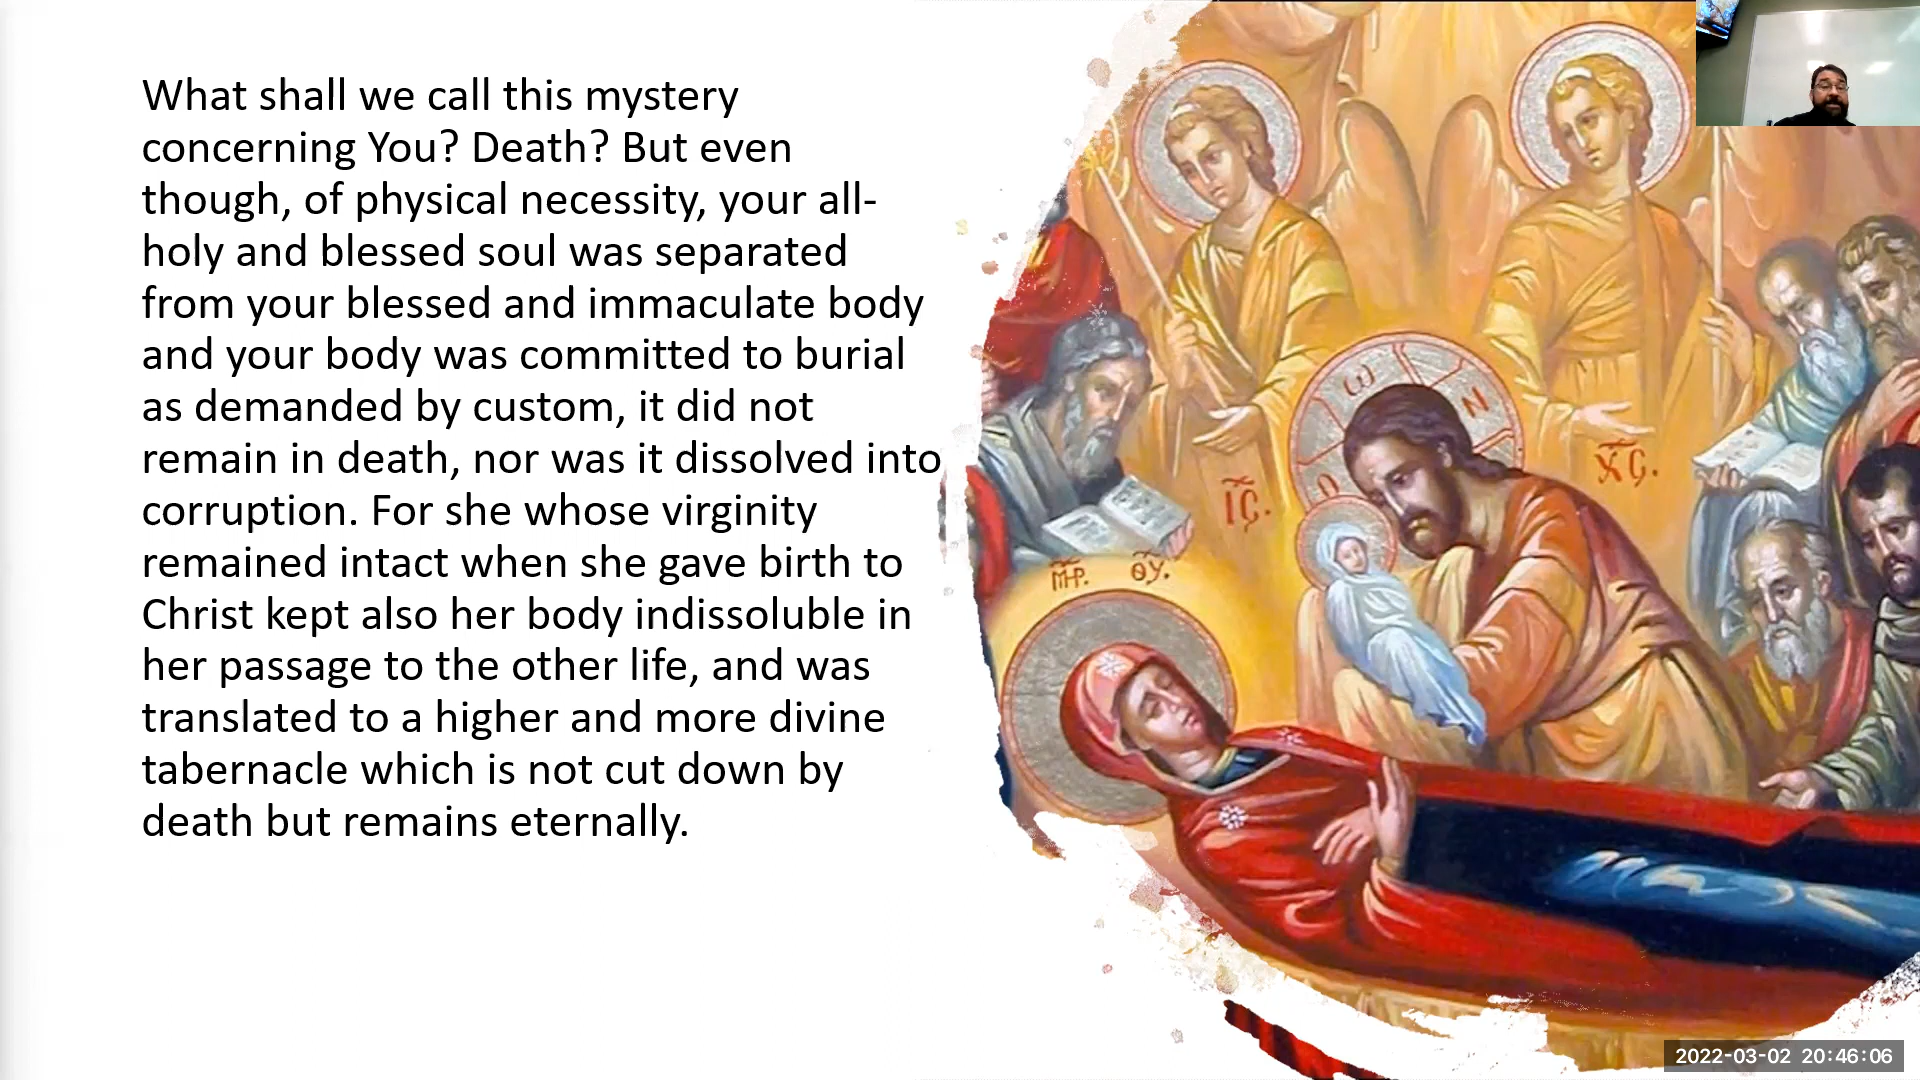 What shall we call this mystery
concerning You? Death? But even
though, of physical necessity, your all-
holy and blessed soul was separated
from your blessed and immaculate body
and your body was committed to burial
as demanded by custom, it did not
remain in death, nor was it dissolved into
corruption. For she whose virginity
remained intact when she gave birth to
Christ kept also her body indissoluble in
her passage to the other life, and was
translated to a higher and more divine
tabernacle which is not cut down by
death but remains eternally.
Ο Ω Ν
ΙϹ. ΧϹ.
ΜΗΡ. ΘΥ.
2022-03-02 20:46:06